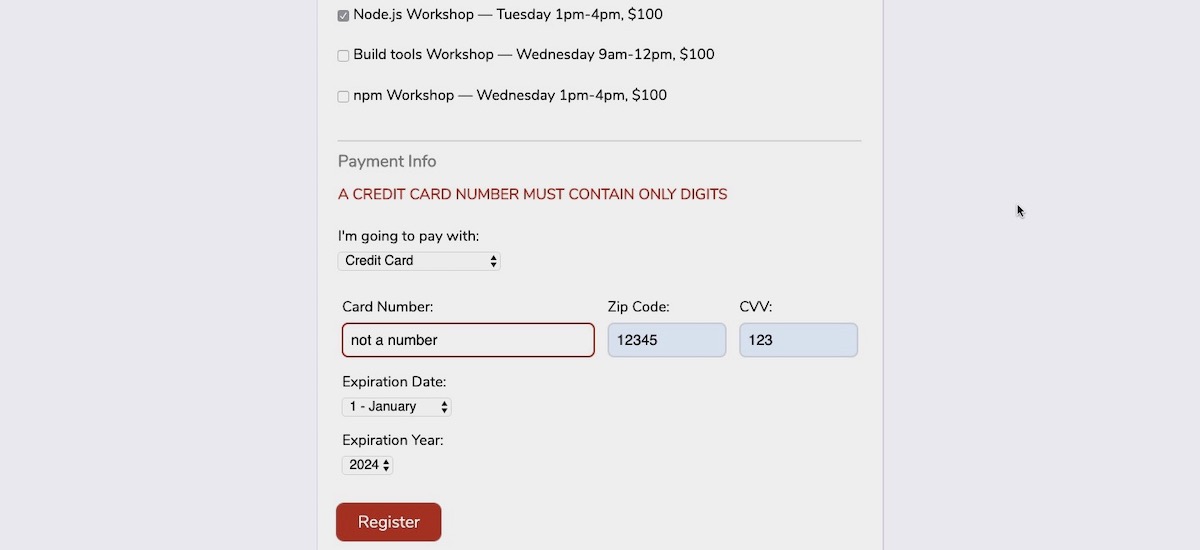 Node.js Workshop — Tuesday 1pm-4pm, $100
Build tools Workshop — Wednesday 9am-12pm, $100
npm Workshop — Wednesday 1pm-4pm, $100
Payment Info
A CREDIT CARD NUMBER MUST CONTAIN ONLY DIGITS
I'm going to pay with:
Credit Card
Card Number: Zip Code: CVV:
not a number 12345 123
Expiration Date:
1 - January
Expiration Year:
2024
Register